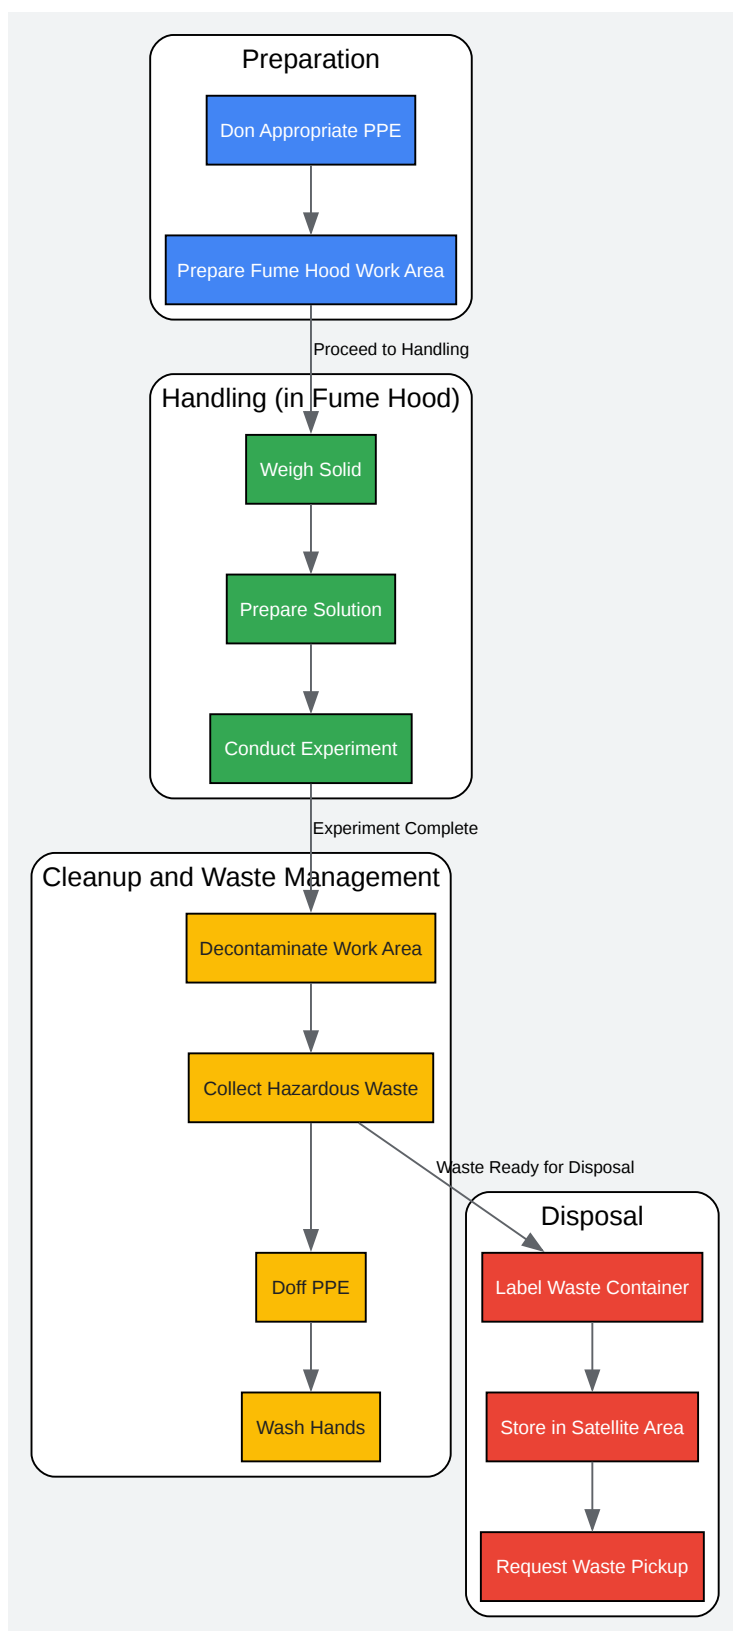 Preparation
Don Appropriate PPE
Prepare Fume Hood Work Area
Proceed to Handling
Handling (in Fume Hood)
Weigh Solid
Prepare Solution
Conduct Experiment
Experiment Complete
Cleanup and Waste Management
Decontaminate Work Area
Collect Hazardous Waste
Waste Ready for Disposal
Disposal
Doff PPE
Label Waste Container
Wash Hands
Store in Satellite Area
Request Waste Pickup